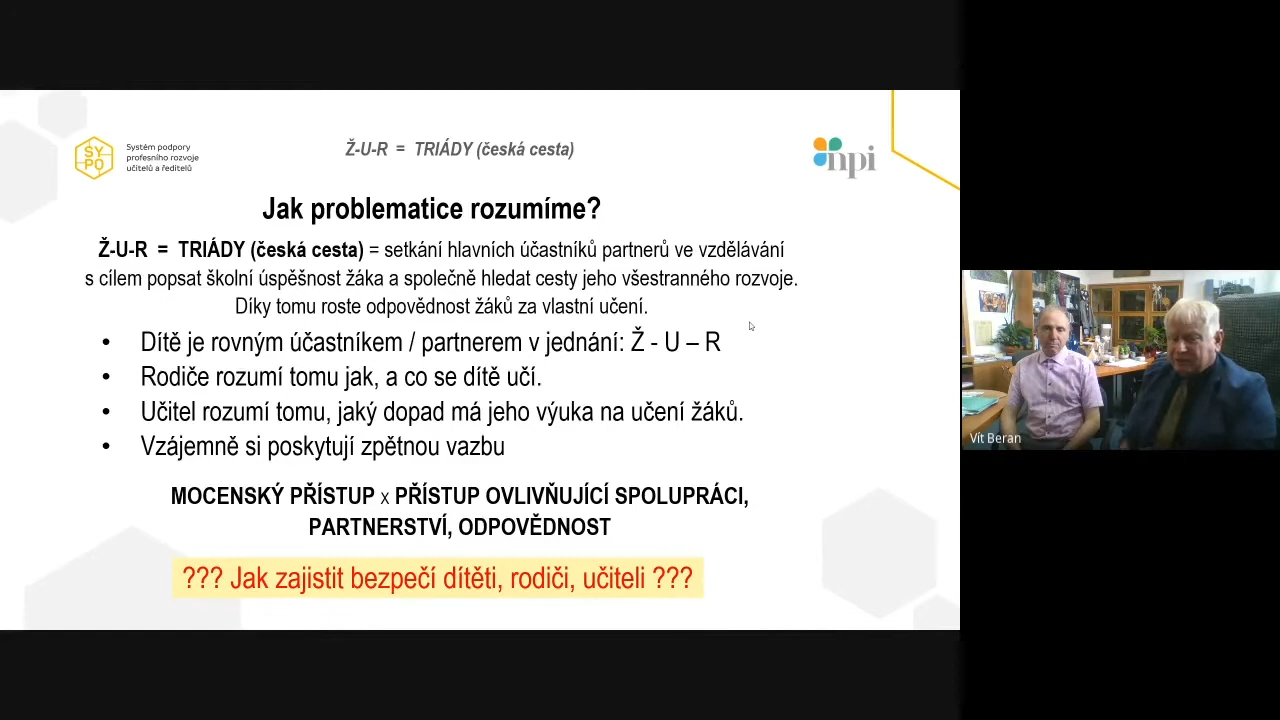 SY
PO
Systém podpory
profesního rozvoje
učitelů a ředitelů
Ž-U-R = TRIÁDY (česká cesta)
npi
Jak problematice rozumíme?
Ž-U-R = TRIÁDY (česká cesta) = setkání hlavních účastníků partnerů ve vzdělávání
s cílem popsat školní úspěšnost žáka a společně hledat cesty jeho všestranného rozvoje.
Díky tomu roste odpovědnost žáků za vlastní učení.
• Dítě je rovným účastníkem / partnerem v jednání: Ž - U – R
• Rodiče rozumí tomu jak, a co se dítě učí.
• Učitel rozumí tomu, jaký dopad má jeho výuka na učení žáků.
• Vzájemně si poskytují zpětnou vazbu
MOCENSKÝ PŘÍSTUP x PŘÍSTUP OVLIVŇUJÍCÍ SPOLUPRÁCI,
PARTNERSTVÍ, ODPOVĚDNOST
??? Jak zajistit bezpečí dítěti, rodiči, učiteli ???
Vít Beran